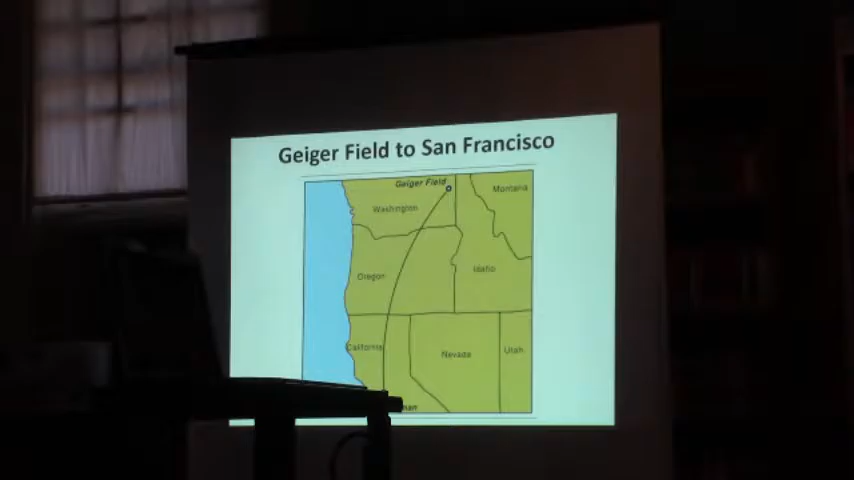 Geiger Field to San Francisco
Geiger Field
Montana
Washington
Idaho
Oregon
California
Nevada
Utah